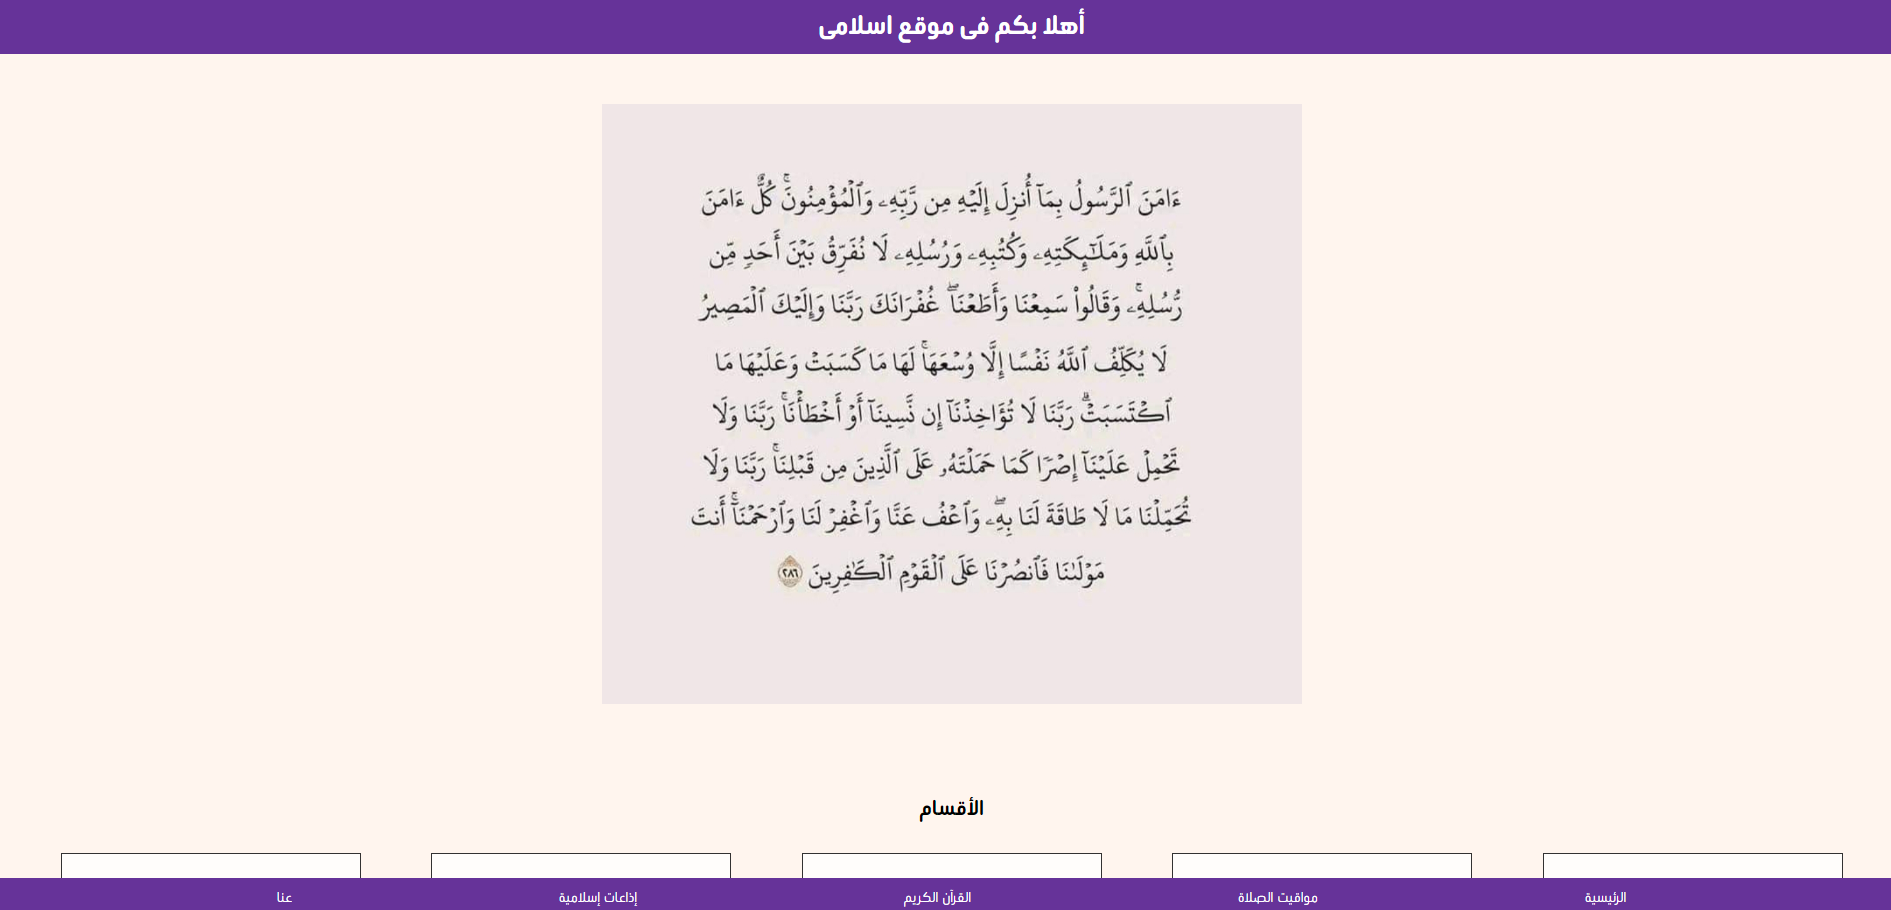 أهلا بكم فى موقع اسلامى
ءَامَنَ ٱلرَّسُولُ بِمَآ أُنزِلَ إِلَيۡهِ مِن رَّبِّهِۦ وَٱلۡمُؤۡمِنُونَۚ كُلٌّ ءَامَنَ
بِٱللَّهِ وَمَلَٰٓئِكَتِهِۦ وَكُتُبِهِۦ وَرُسُلِهِۦ لَا نُفَرِّقُ بَيۡنَ أَحَدٖ مِّن
رُّسُلِهِۦۚ وَقَالُواْ سَمِعۡنَا وَأَطَعۡنَاۖ غُفۡرَانَكَ رَبَّنَا وَإِلَيۡكَ ٱلۡمَصِيرُ
لَا يُكَلِّفُ ٱللَّهُ نَفۡسًا إِلَّا وُسۡعَهَاۚ لَهَا مَا كَسَبَتۡ وَعَلَيۡهَا مَا
ٱكۡتَسَبَتۡۗ رَبَّنَا لَا تُؤَاخِذۡنَآ إِن نَّسِينَآ أَوۡ أَخۡطَأۡنَاۚ رَبَّنَا وَلَا
تَحۡمِلۡ عَلَيۡنَآ إِصۡرٗا كَمَا حَمَلۡتَهُۥ عَلَى ٱلَّذِينَ مِن قَبۡلِنَاۚ رَبَّنَا وَلَا
تُحَمِّلۡنَا مَا لَا طَاقَةَ لَنَا بِهِۦۖ وَٱعۡفُ عَنَّا وَٱغۡفِرۡ لَنَا وَٱرۡحَمۡنَآۚ أَنتَ
مَوۡلَىٰنَا فَٱنصُرۡنَا عَلَى ٱلۡقَوۡمِ ٱلۡكَٰفِرِينَ ٢٨٦
الأقسام
الرئيسية
مواقيت الصلاة
القرآن الكريم
إذاعات إسلامية
عنا